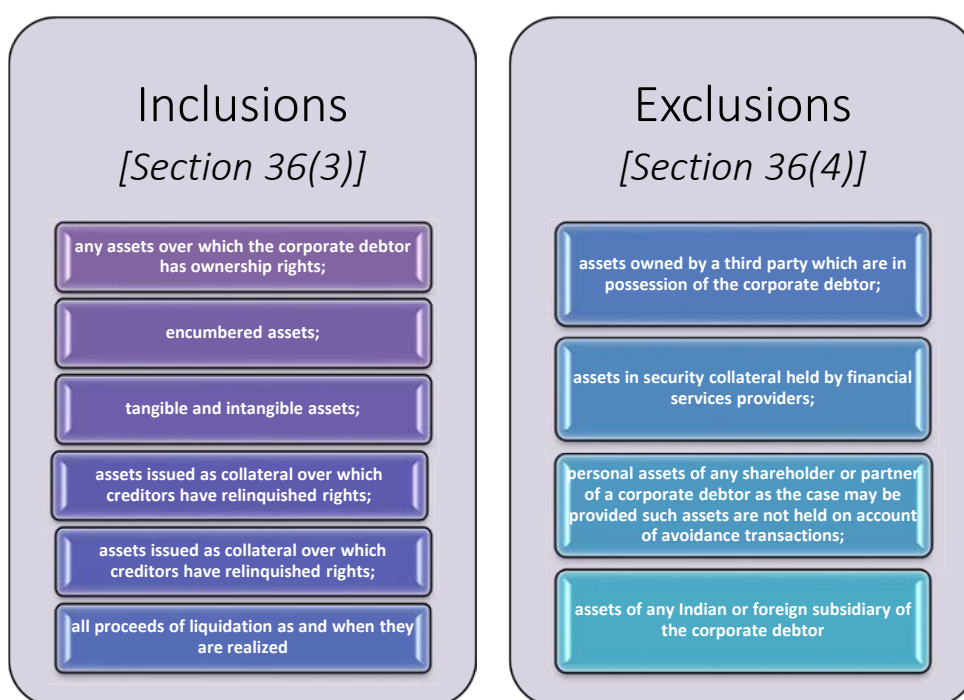 Inclusions
[Section 36(3)]
any assets over which the corporate debtor
has ownership rights;
encumbered assets;
tangible and intangible assets;
assets issued as collateral over which
creditors have relinquished rights;
assets issued as collateral over which
creditors have relinquished rights;
all proceeds of liquidation as and when they
are realized
Exclusions
[Section 36(4)]
assets owned by a third party which are in
possession of the corporate debtor;
assets in security collateral held by financial
services providers;
personal assets of any shareholder or partner
of a corporate debtor as the case may be
provided such assets are not held on account
of avoidance transactions;
assets of any Indian or foreign subsidiary of
the corporate debtor